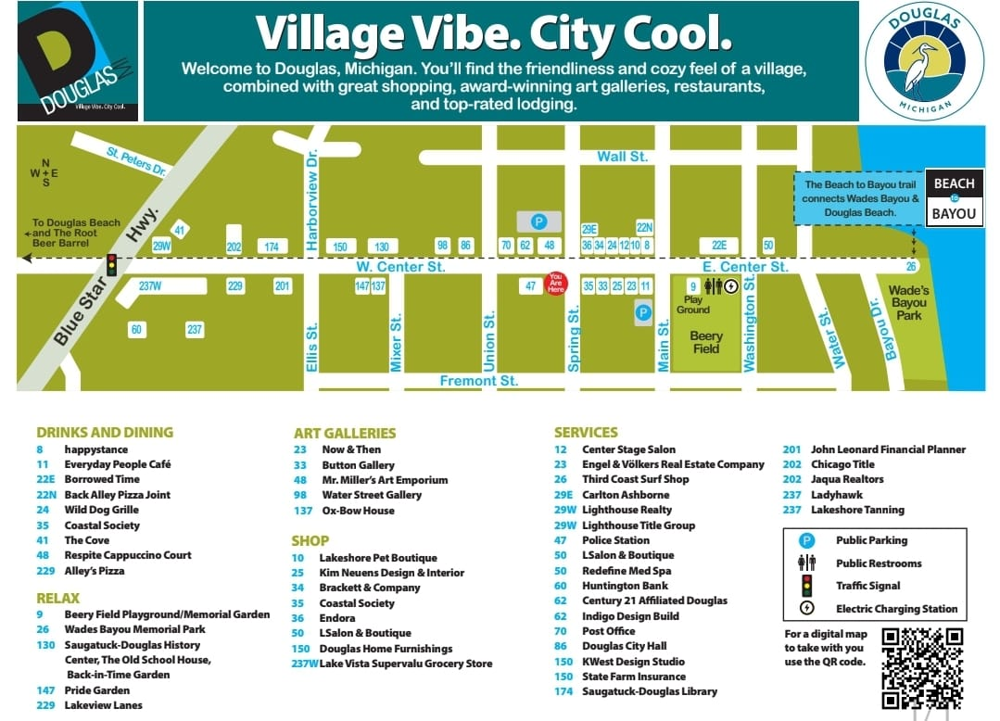 D
DOUGLAS
MI
Village Vibe. City Cool.
Village Vibe. City Cool.
Welcome to Douglas, Michigan. You'll find the friendliness and cozy feel of a village,
combined with great shopping, award-winning art galleries, restaurants,
and top-rated lodging.
DOUGLAS
MICHIGAN
St. Peters Dr.
Harborview Dr.
Wall St.
N
W + E
S
The Beach to Bayou trail
connects Wades Bayou &
Douglas Beach.
BEACH
to
BAYOU
To Douglas Beach
and The Root
Beer Barrel
Blue Star Hwy.
41
29W
202
174
150
130
98
86
P
70
62
48
29E
22N
36
34
24
12
10
8
22E
50
W. Center St.
E. Center St.
26
237W
229
201
147
137
47
You
Are
Here
35
33
25
23
11
P
9
Play
Ground
Beery
Field
Wade's
Bayou
Park
60
237
Ellis St.
Mixer St.
Union St.
Spring St.
Main St.
Washington St.
Water St.
Bayou Dr.
Fremont St.
DRINKS AND DINING
8 happystance
11 Everyday People Café
22E Borrowed Time
22N Back Alley Pizza Joint
24 Wild Dog Grille
35 Coastal Society
41 The Cove
48 Respite Cappuccino Court
229 Alley's Pizza
RELAX
9 Beery Field Playground/Memorial Garden
26 Wades Bayou Memorial Park
130 Saugatuck-Douglas History
Center, The Old School House,
Back-in-Time Garden
147 Pride Garden
229 Lakeview Lanes
ART GALLERIES
23 Now & Then
33 Button Gallery
48 Mr. Miller's Art Emporium
98 Water Street Gallery
137 Ox-Bow House
SHOP
10 Lakeshore Pet Boutique
25 Kim Neuens Design & Interior
34 Brackett & Company
35 Coastal Society
36 Endora
50 LSalon & Boutique
150 Douglas Home Furnishings
237W Lake Vista Supervalu Grocery Store
SERVICES
12 Center Stage Salon
23 Engel & Völkers Real Estate Company
26 Third Coast Surf Shop
29E Carlton Ashborne
29W Lighthouse Realty
29W Lighthouse Title Group
47 Police Station
50 LSalon & Boutique
50 Redefine Med Spa
60 Huntington Bank
62 Century 21 Affiliated Douglas
62 Indigo Design Build
70 Post Office
86 Douglas City Hall
150 KWest Design Studio
150 State Farm Insurance
174 Saugatuck-Douglas Library
201 John Leonard Financial Planner
202 Chicago Title
202 Jaqua Realtors
237 Ladyhawk
237 Lakeshore Tanning
P Public Parking
Public Restrooms
Traffic Signal
Electric Charging Station
For a digital map
to take with you
use the QR code.